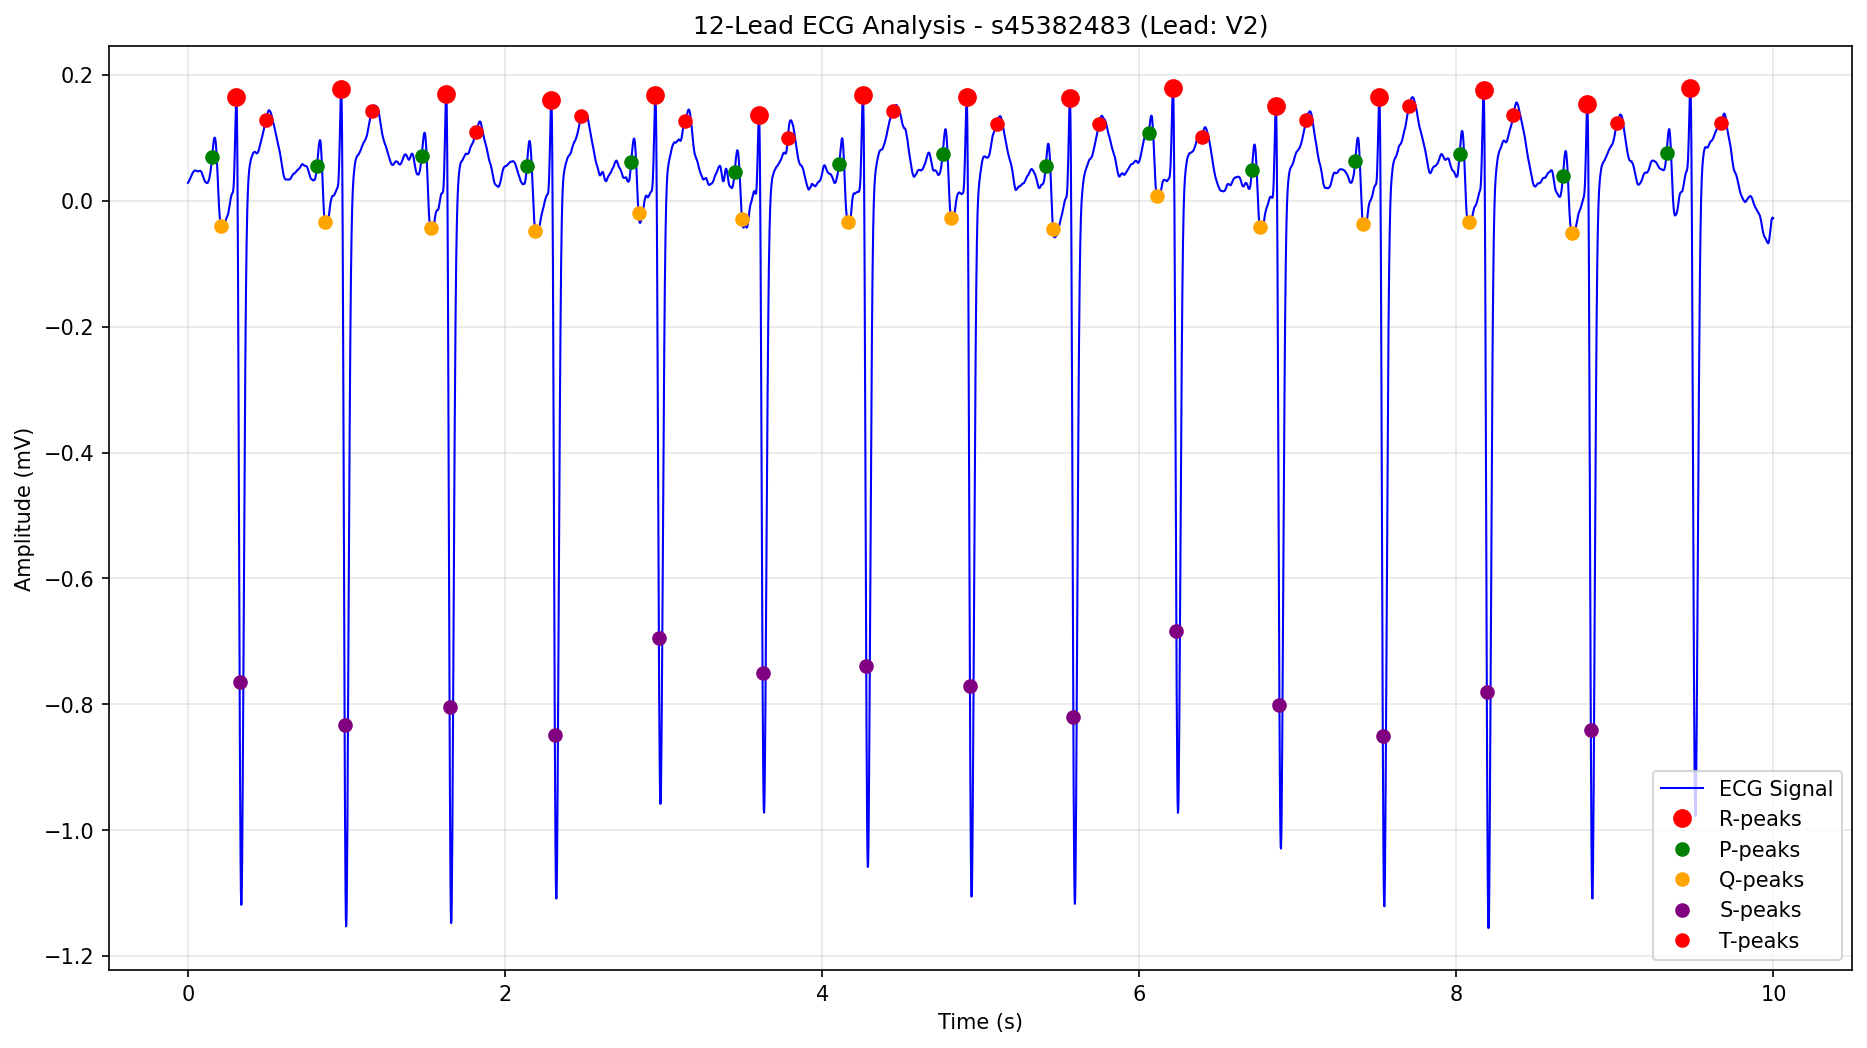 12-Lead ECG Analysis - s45382483 (Lead: V2)
Amplitude (mV)
0.2
0.0
−0.2
−0.4
−0.6
−0.8
−1.0
−1.2
ECG Signal
R-peaks
P-peaks
Q-peaks
S-peaks
T-peaks
0
2
4
6
8
10
Time (s)